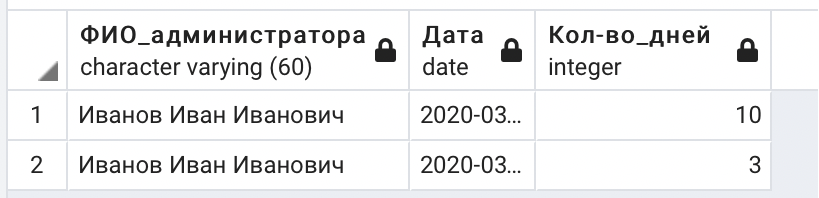 ФИО_администратора Дата Кол-во_дней
character varying (60) date integer
1 Иванов Иван Иванович 2020-03... 10
2 Иванов Иван Иванович 2020-03... 3